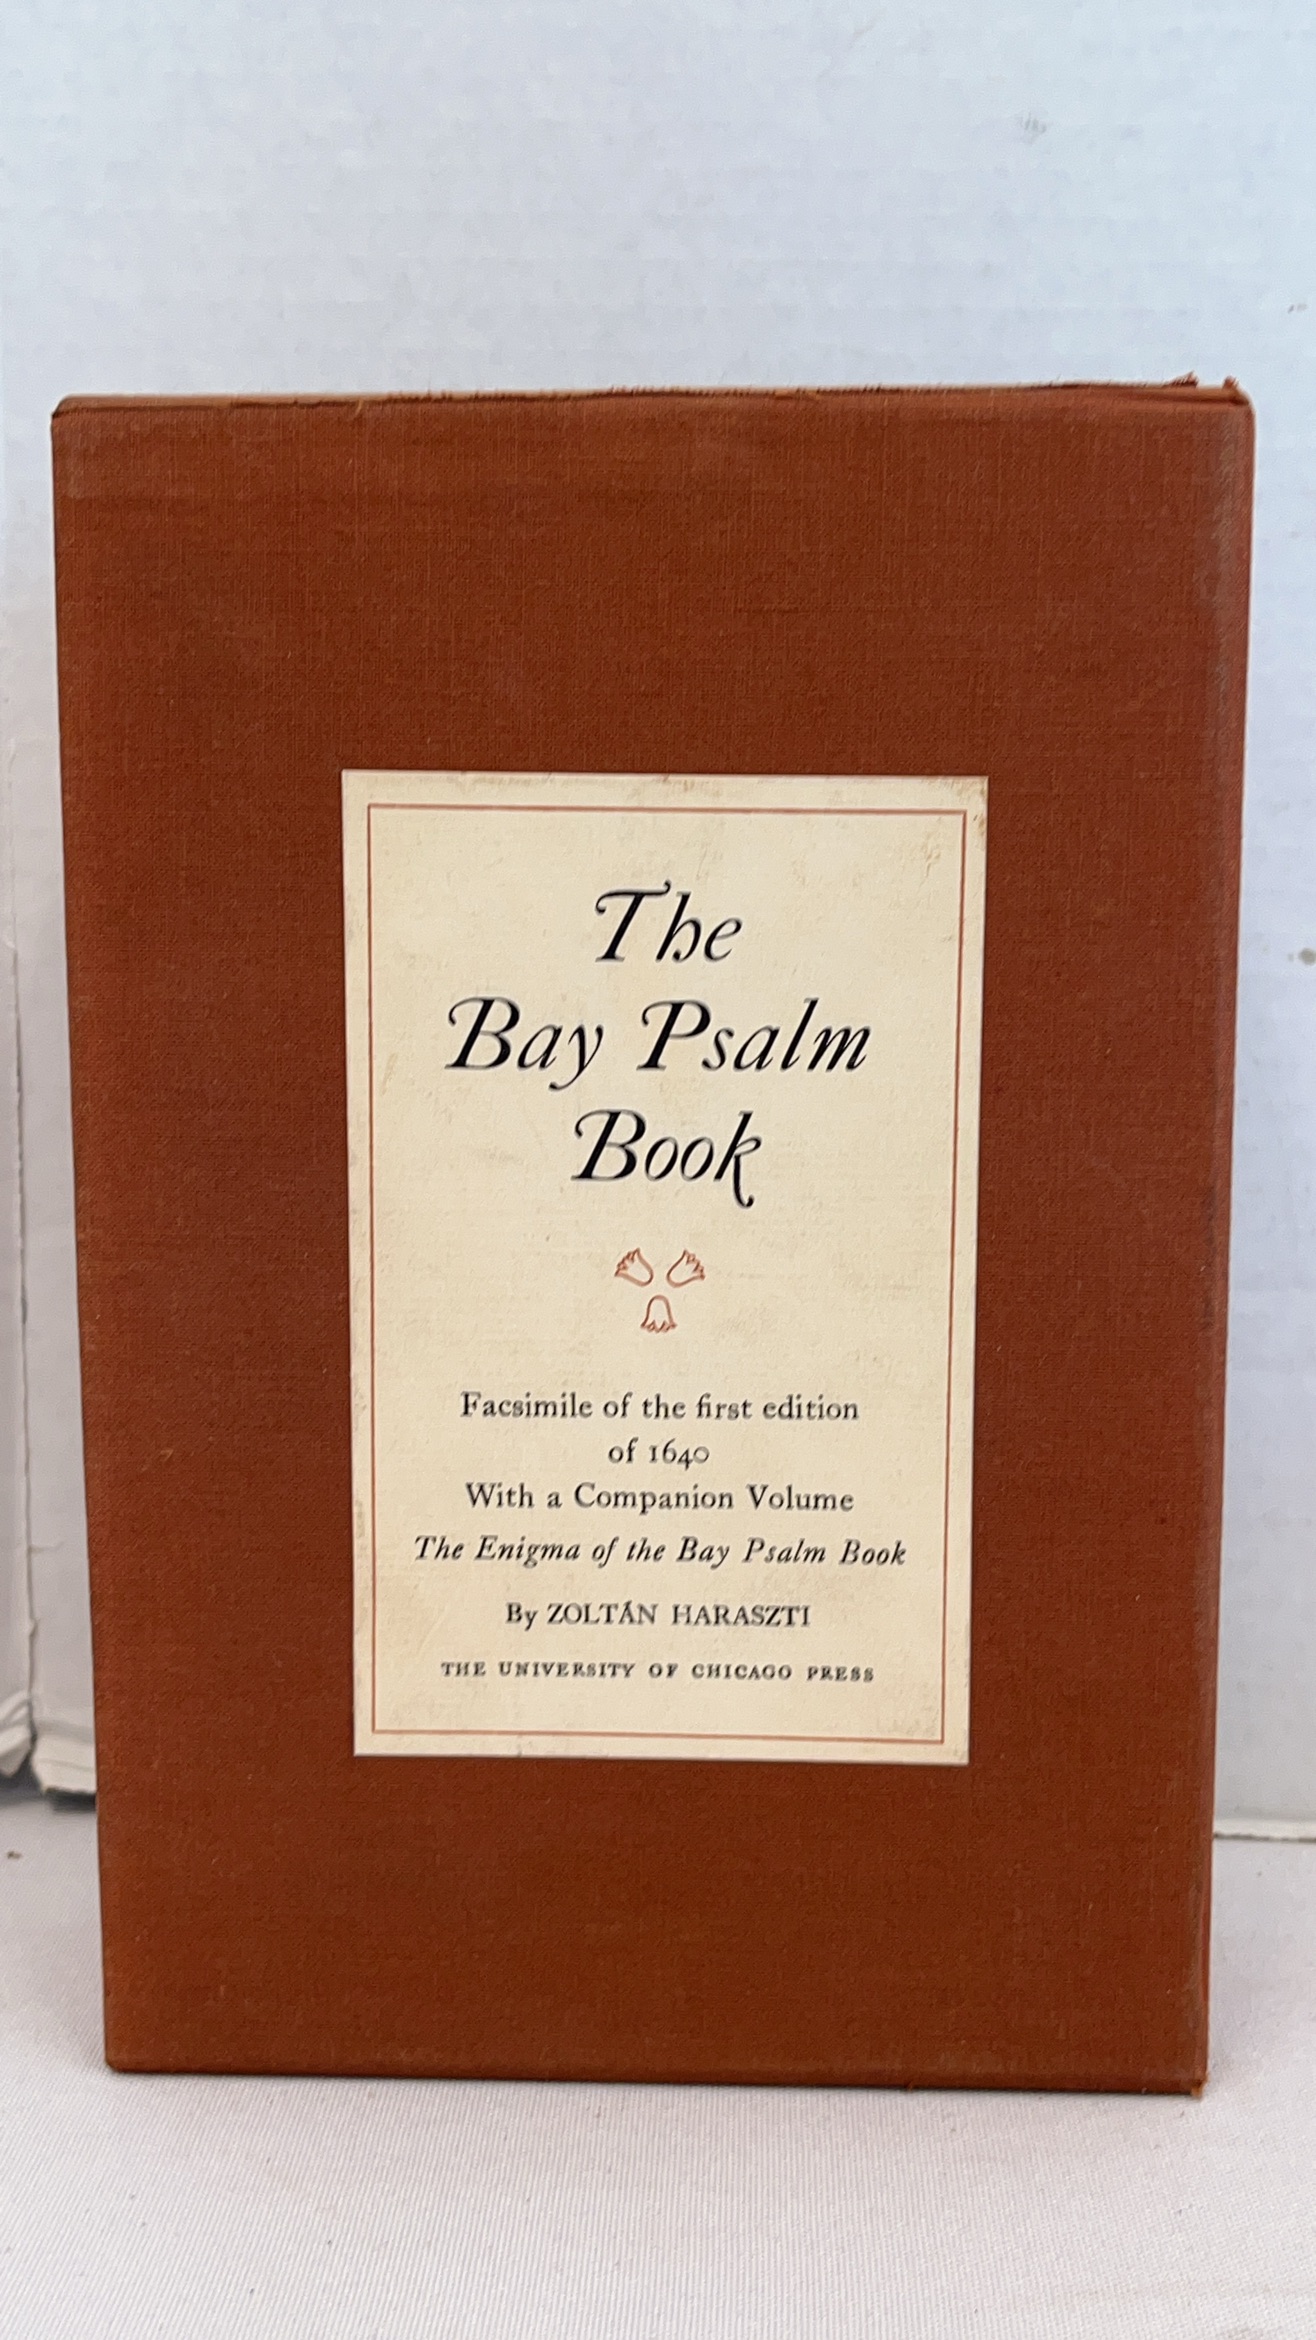 The
Bay Psalm
Book
Facsimile of the first edition
of 1640
With a Companion Volume
The Enigma of the Bay Psalm Book
By ZOLTÁN HARASZTI
THE UNIVERSITY OF CHICAGO PRESS